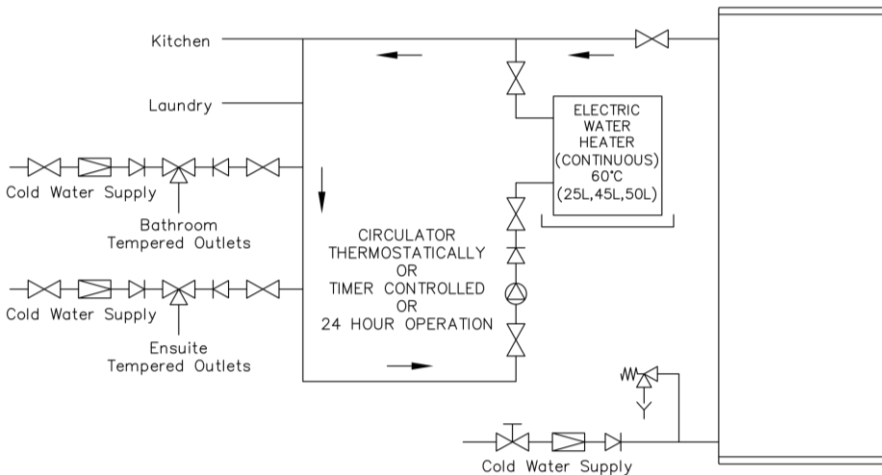 Kitchen
Laundry
Cold Water Supply
Bathroom
Tempered Outlets
Cold Water Supply
Ensuite
Tempered Outlets
CIRCULATOR
THERMOSTATICALLY
OR
TIMER CONTROLLED
OR
24 HOUR OPERATION
ELECTRIC
WATER
HEATER
(CONTINUOUS)
60°C
(25L,45L,50L)
Cold Water Supply